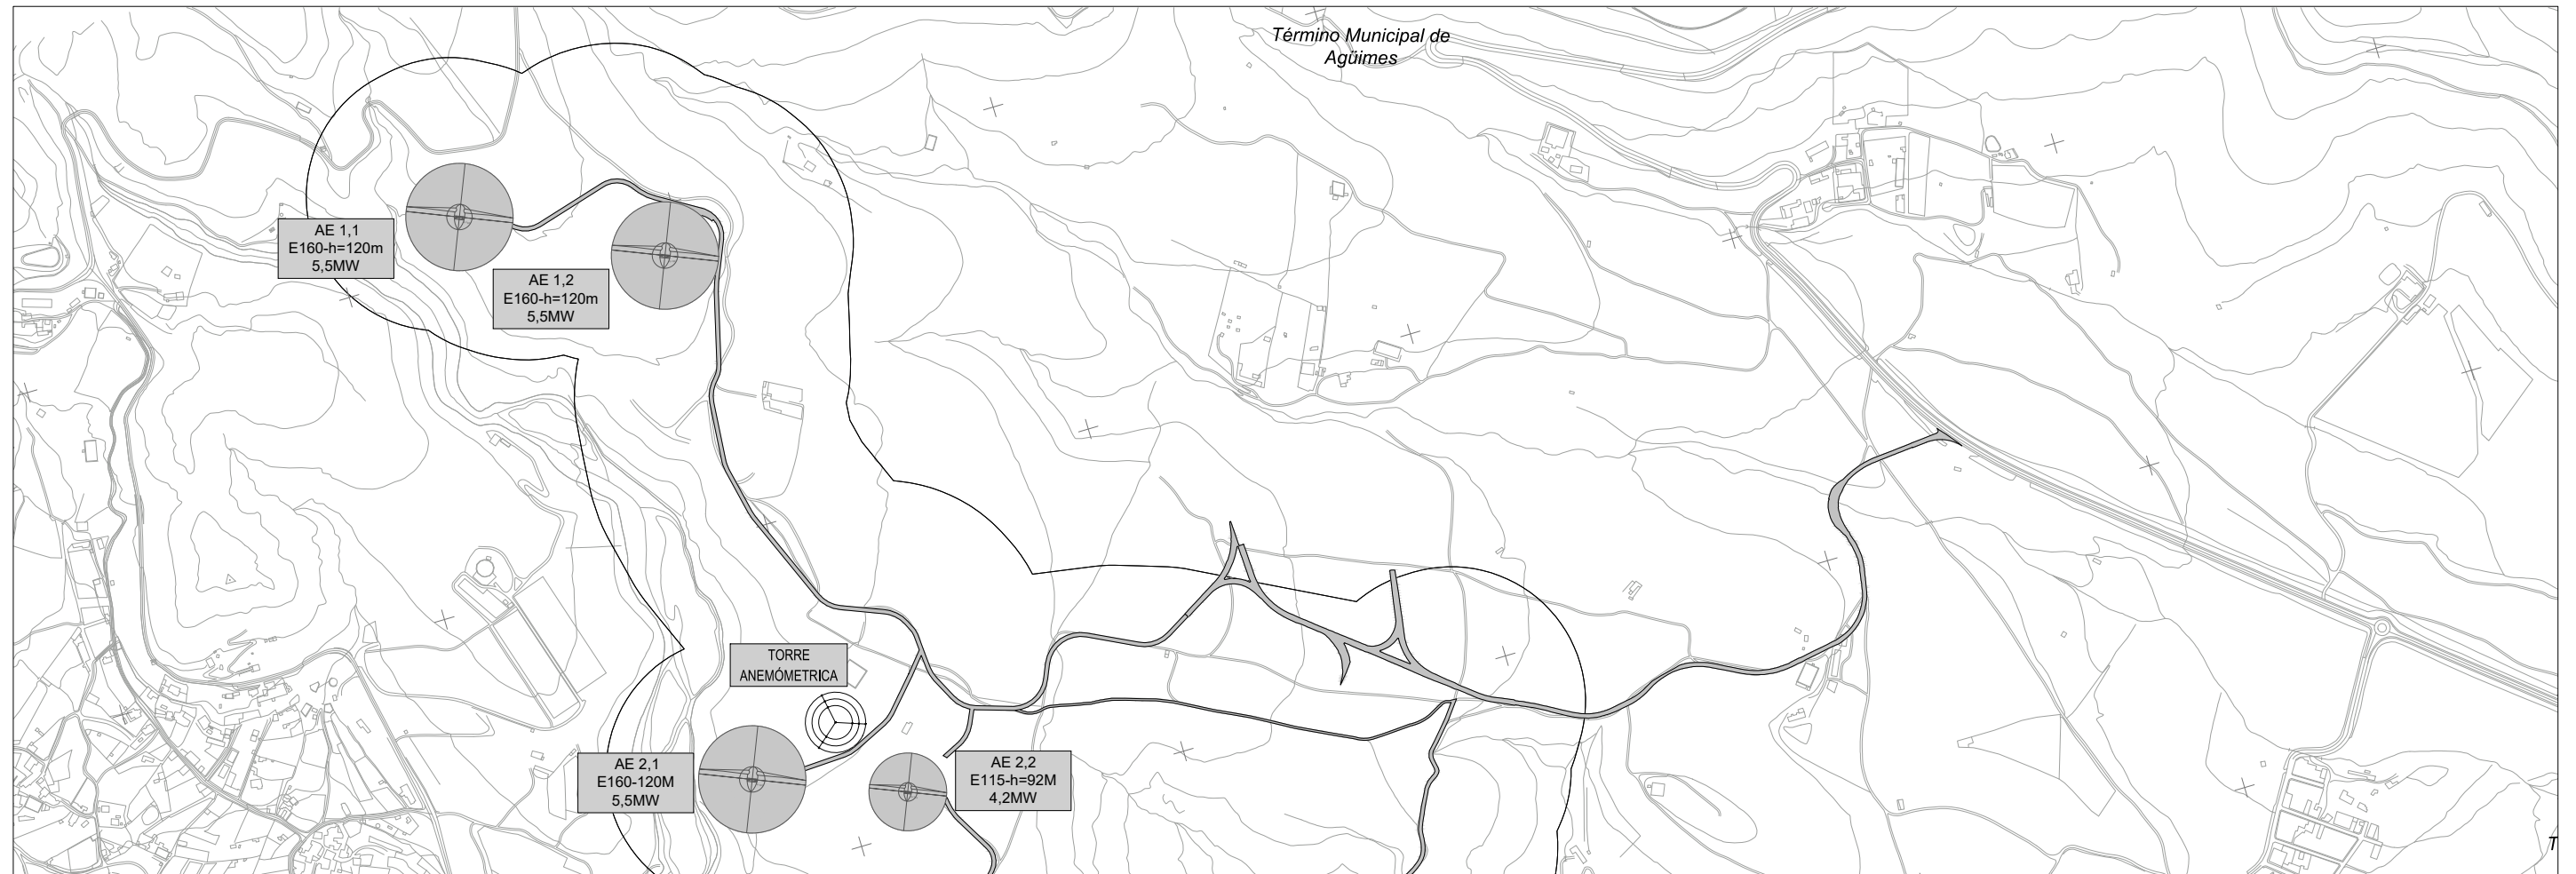 Término Municipal de
Agüimes
AE 1,1
E160-h=120m
5,5MW
AE 1,2
E160-h=120m
5,5MW
TORRE
ANEMÓMETRICA
AE 2,1
E160-120M
5,5MW
AE 2,2
E115-h=92M
4,2MW
T